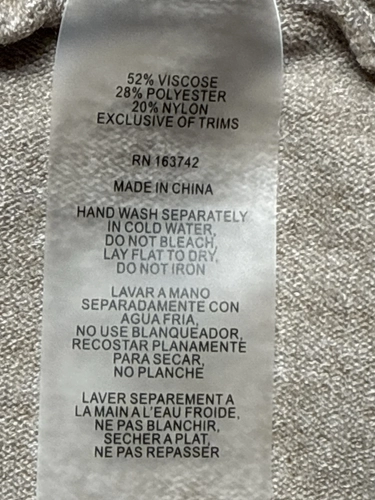 52% VISCOSE
28% POLYESTER
20% NYLON
EXCLUSIVE OF TRIMS
RN 163742
MADE IN CHINA
HAND WASH SEPARATELY
IN COLD WATER,
DO NOT BLEACH,
LAY FLAT TO DRY,
DO NOT IRON
LAVAR A MANO
SEPARADAMENTE CON
AGUA FRIA,
NO USE BLANQUEADOR,
RECOSTAR PLANAMENTE
PARA SECAR,
NO PLANCHE
LAVER SEPAREMENT A
LA MAIN A L'EAU FROIDE,
NE PAS BLANCHIR,
SECHER A PLAT,
NE PAS REPASSER